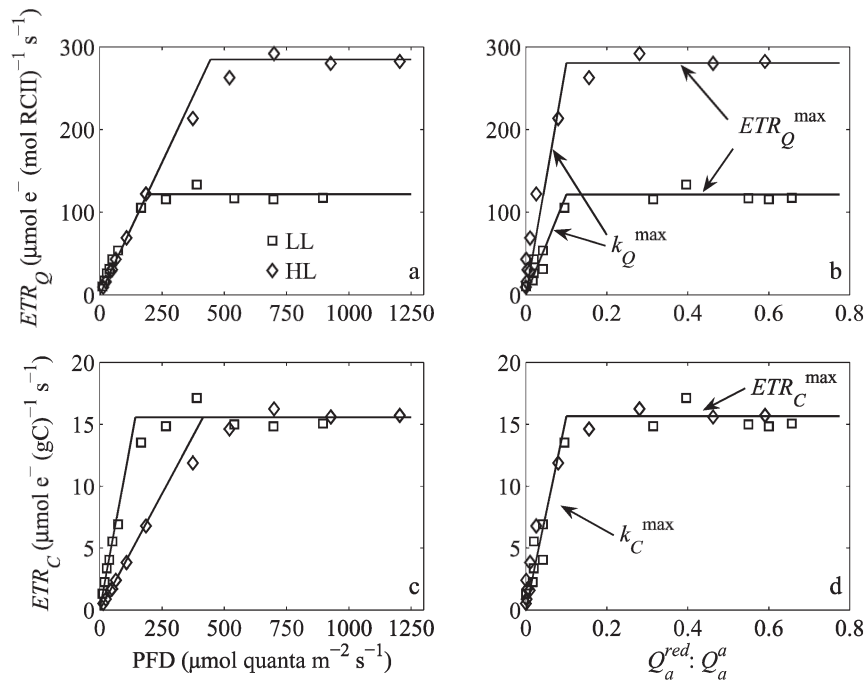 ETR_Q (μmol e⁻ (mol RCII)⁻¹ s⁻¹)
300
200
100
0
0 250 500 750 1000 1250
LL
HL
a
300
200
100
0
0 0.2 0.4 0.6 0.8
ETR_Q^max
k_Q^max
b
ETR_C (μmol e⁻ (gC)⁻¹ s⁻¹)
20
15
10
5
0
0 250 500 750 1000 1250
c
PFD (μmol quanta m⁻² s⁻¹)
20
15
10
5
0
0 0.2 0.4 0.6 0.8
ETR_C^max
k_C^max
d
Q_a^red: Q_a^a